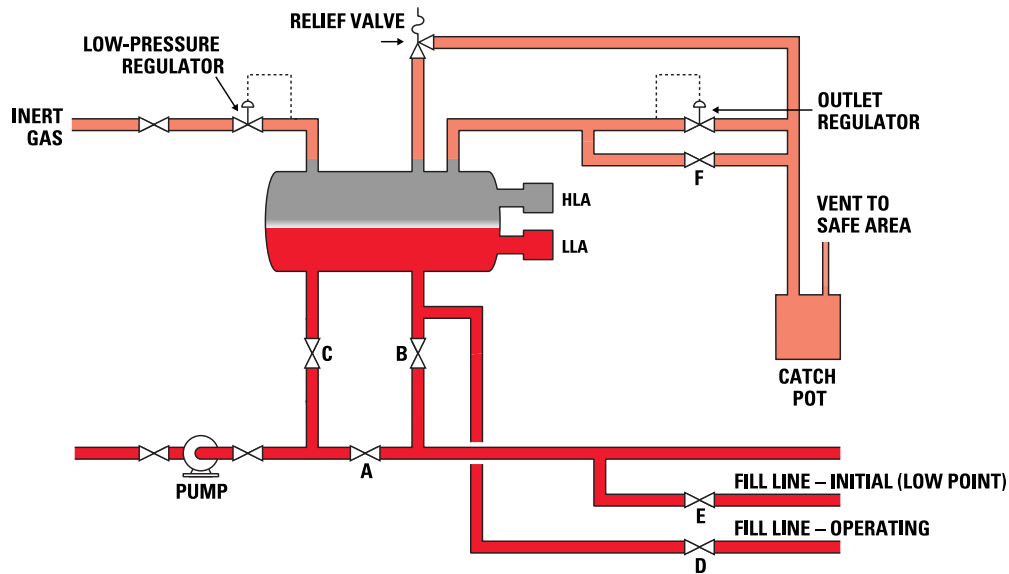 RELIEF VALVE
LOW-PRESSURE
REGULATOR
INERT
GAS
OUTLET
REGULATOR
F
HLA
LLA
VENT TO
SAFE AREA
C
B
CATCH
POT
PUMP
A
FILL LINE – INITIAL (LOW POINT)
E
FILL LINE – OPERATING
D